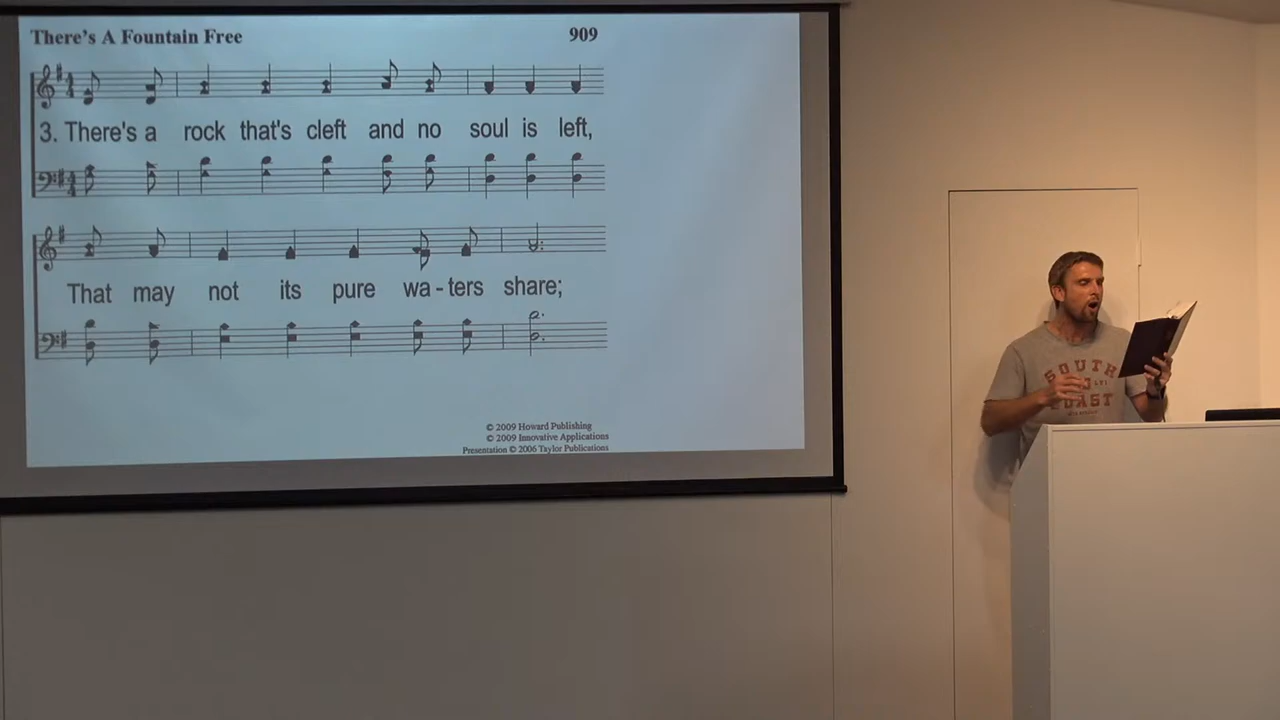 There's A Fountain Free 909
3. There's a rock that's cleft and no soul is left,
That may not its pure wa - ters share;
© 2009 Howard Publishing
© 2009 Innovative Applications
Presentation © 2006 Taylor Publications
SOUTH
COAST